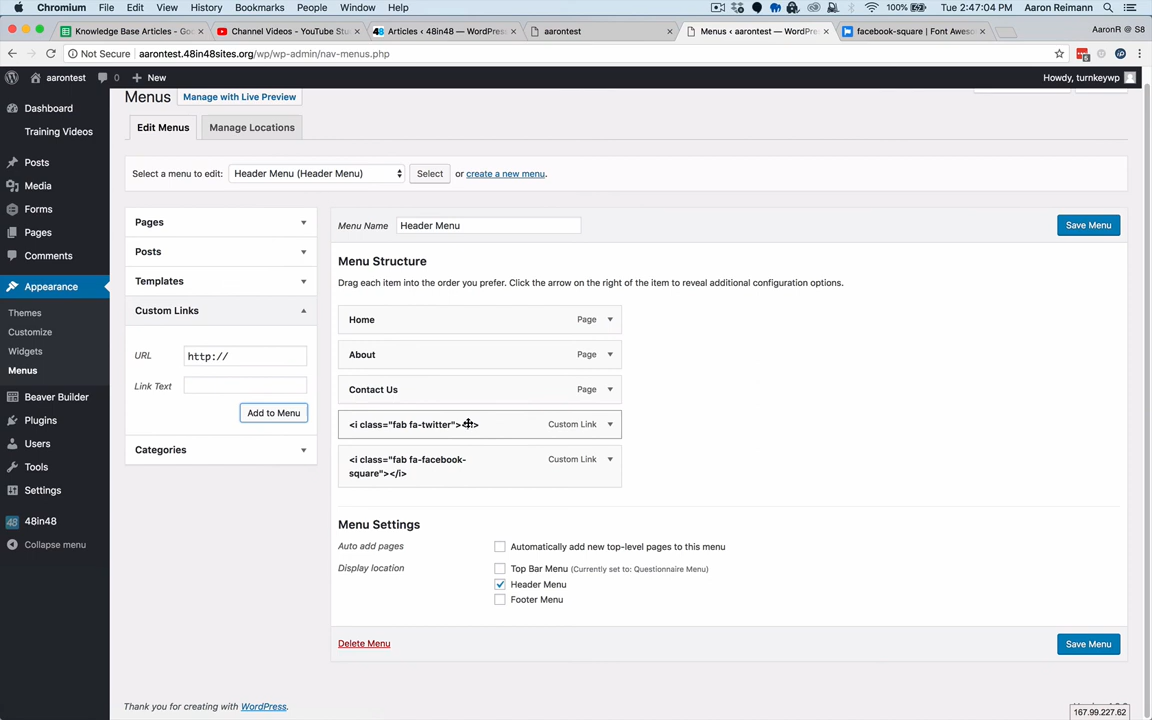 Chromium File Edit View History Bookmarks People Window Help 100% Tue 2:47:04 PM Aaron Reimann
Knowledge Base Articles - Goo Channel Videos - YouTube Stu Articles ‹ 48in48 — WordPres aarontest Menus ‹ aarontest — WordPre facebook-square | Font Aweso AaronR @ S8
Not Secure aarontest.48in48sites.org/wp/wp-admin/nav-menus.php
aarontest 0 New Howdy, turnkeywp
Menus Manage with Live Preview
Edit Menus Manage Locations
Select a menu to edit: Header Menu (Header Menu) Select or create a new menu.
Dashboard
Training Videos
Posts
Media
Forms
Pages
Comments
Appearance
Themes
Customize
Widgets
Menus
Beaver Builder
Plugins
Users
Tools
Settings
48in48
Collapse menu
Pages
Posts
Templates
Custom Links
URL http://
Link Text
Add to Menu
Categories
Menu Name Header Menu Save Menu
Menu Structure
Drag each item into the order you prefer. Click the arrow on the right of the item to reveal additional configuration options.
Home Page
About Page
Contact Us Page
<i class="fab fa-twitter"></i> Custom Link
<i class="fab fa-facebook- Custom Link
square"></i>
Menu Settings
Auto add pages Automatically add new top-level pages to this menu
Display location Top Bar Menu (Currently set to: Questionnaire Menu)
Header Menu
Footer Menu
Delete Menu Save Menu
Thank you for creating with WordPress.
167.99.227.62